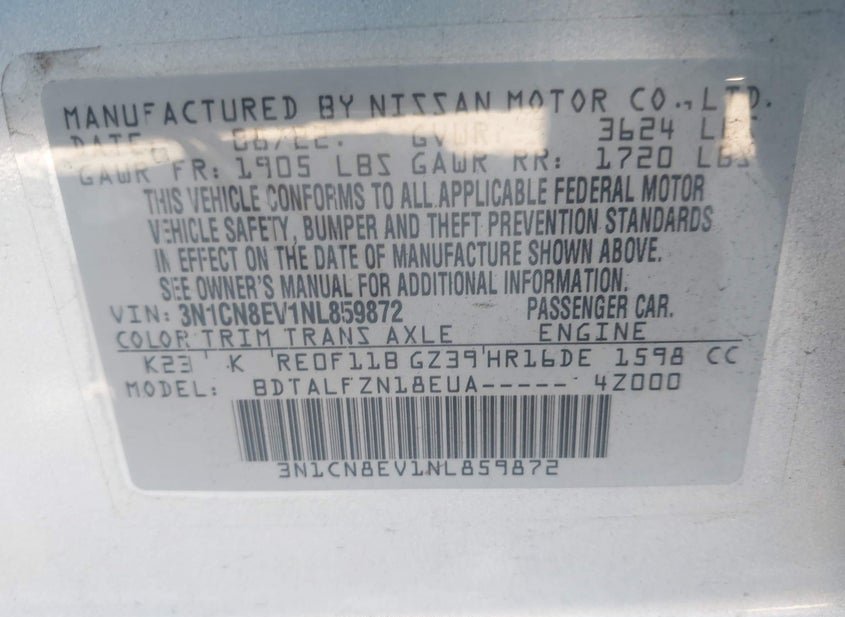 MANUFACTURED BY NISSAN MOTOR CO., LTD.
DATE 06/22. GVWR: 3624 LBS
GAWR FR: 1905 LBS GAWR RR: 1720 LBS
THIS VEHICLE CONFORMS TO ALL APPLICABLE FEDERAL MOTOR
VEHICLE SAFETY, BUMPER AND THEFT PREVENTION STANDARDS
IN EFFECT ON THE DATE OF MANUFACTURE SHOWN ABOVE.
SEE OWNER'S MANUAL FOR ADDITIONAL INFORMATION.
VIN: 3N1CN8EV1NL859872 PASSENGER CAR.
COLOR TRIM TRANS AXLE ENGINE
K23 K RE0F11B GZ39 HR16DE 1598 CC
MODEL: BDTALFZN18EUA----- 4Z000
3N1CN8EV1NL859872